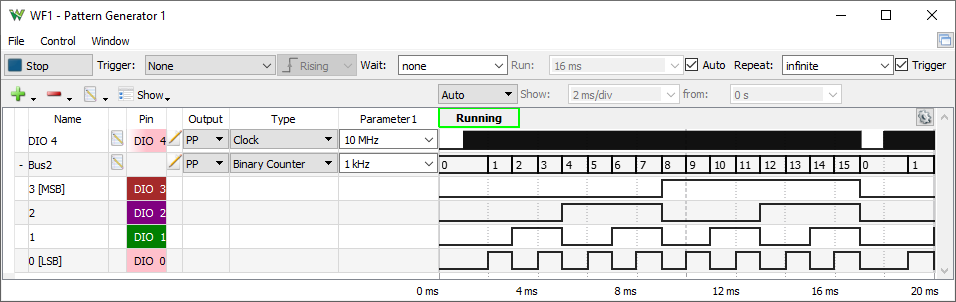 WF1 - Pattern Generator 1
File Control Window
Stop Trigger: None Rising Wait: none Run: 16 ms Auto Repeat: infinite Trigger
Show Auto Show: 2 ms/div from: 0 s
Name Pin Output Type Parameter1 Running
DIO 4 DIO 4 PP Clock 10 MHz
- Bus2 PP Binary Counter 1 kHz 0 1 2 3 4 5 6 7 8 9 10 11 12 13 14 15 0 1
3 [MSB] DIO 3
2 DIO 2
1 DIO 1
0 [LSB] DIO 0
0 ms 4 ms 8 ms 12 ms 16 ms 20 ms